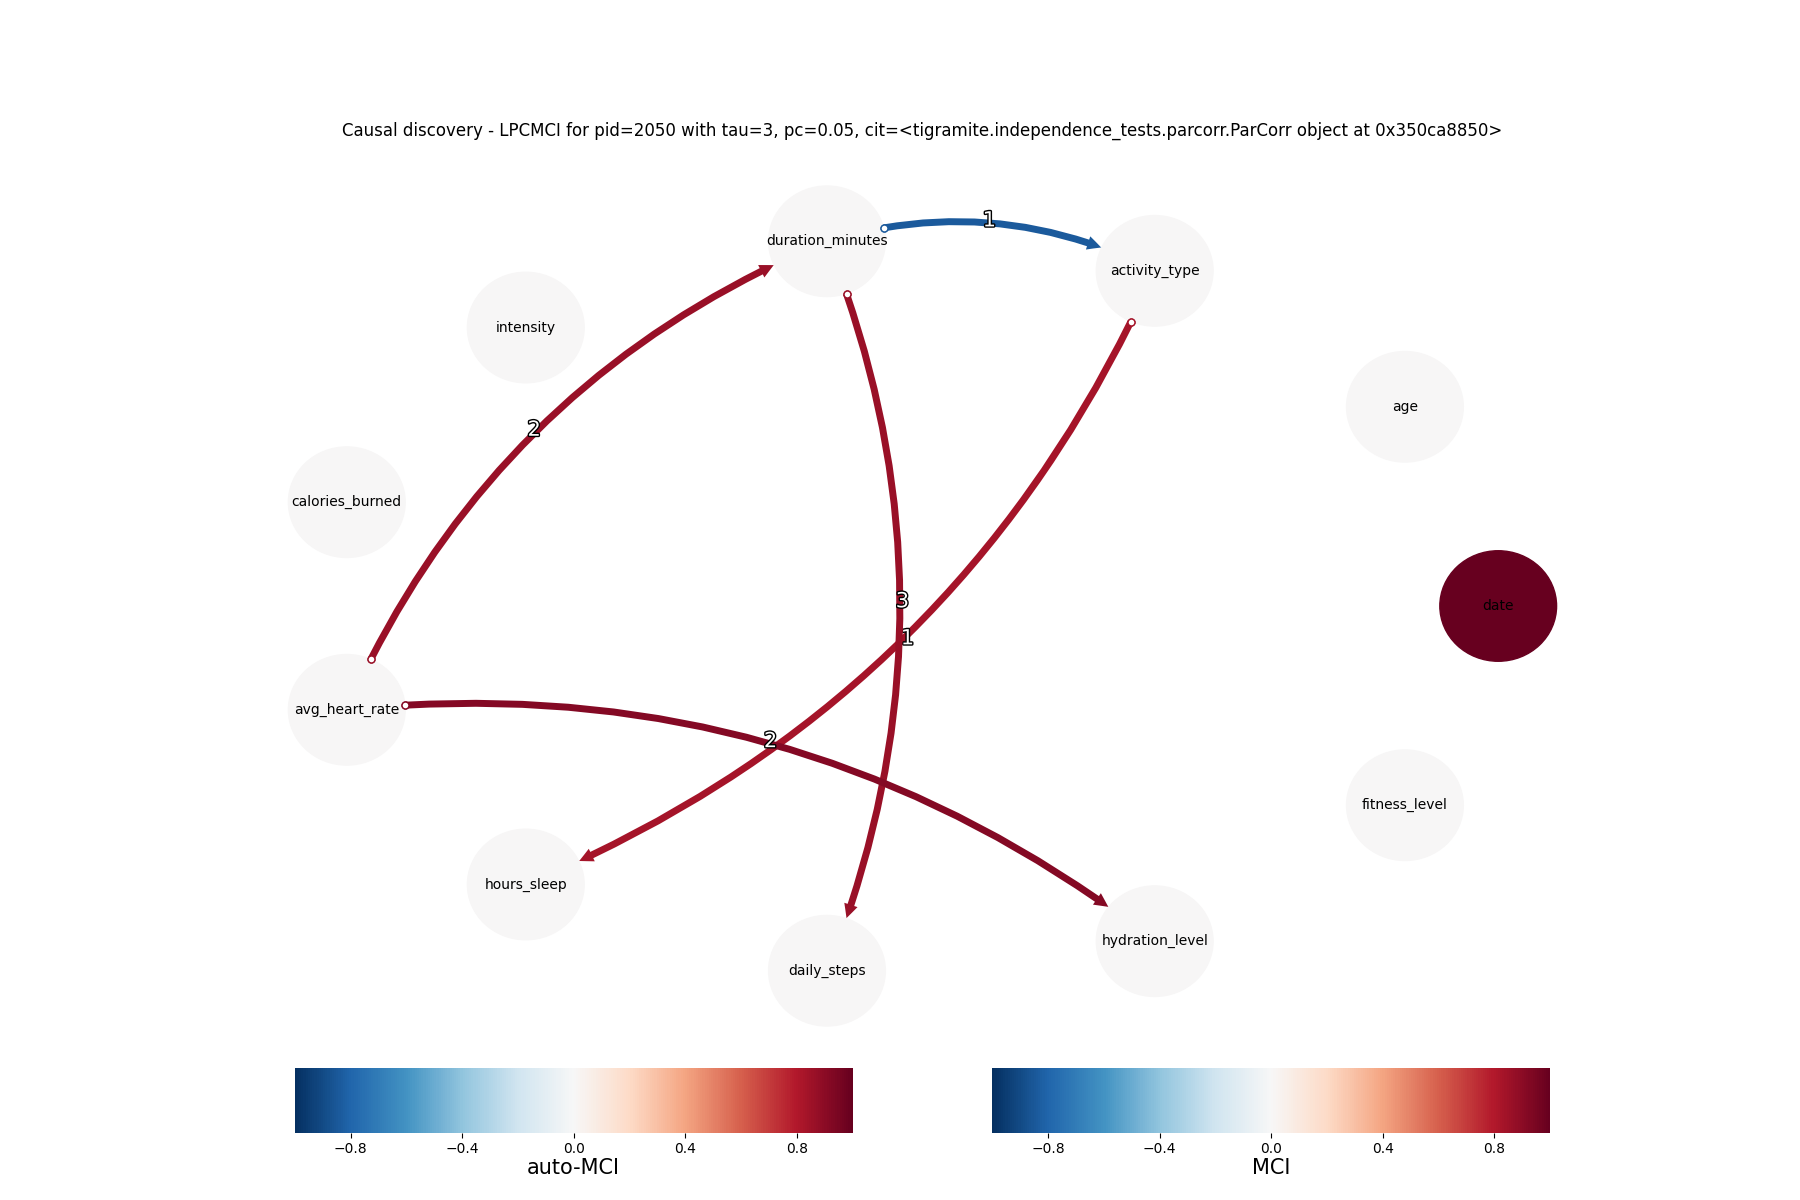 Causal discovery - LPCMCI for pid=2050 with tau=3, pc=0.05, cit=<tigramite.independence_tests.parcorr.ParCorr object at 0x350ca8850>
1
duration_minutes
activity_type
intensity
age
2
calories_burned
3
date
1
avg_heart_rate
2
fitness_level
hours_sleep
hydration_level
daily_steps
−0.8 −0.4 0.0 0.4 0.8
auto-MCI
−0.8 −0.4 0.0 0.4 0.8
MCI